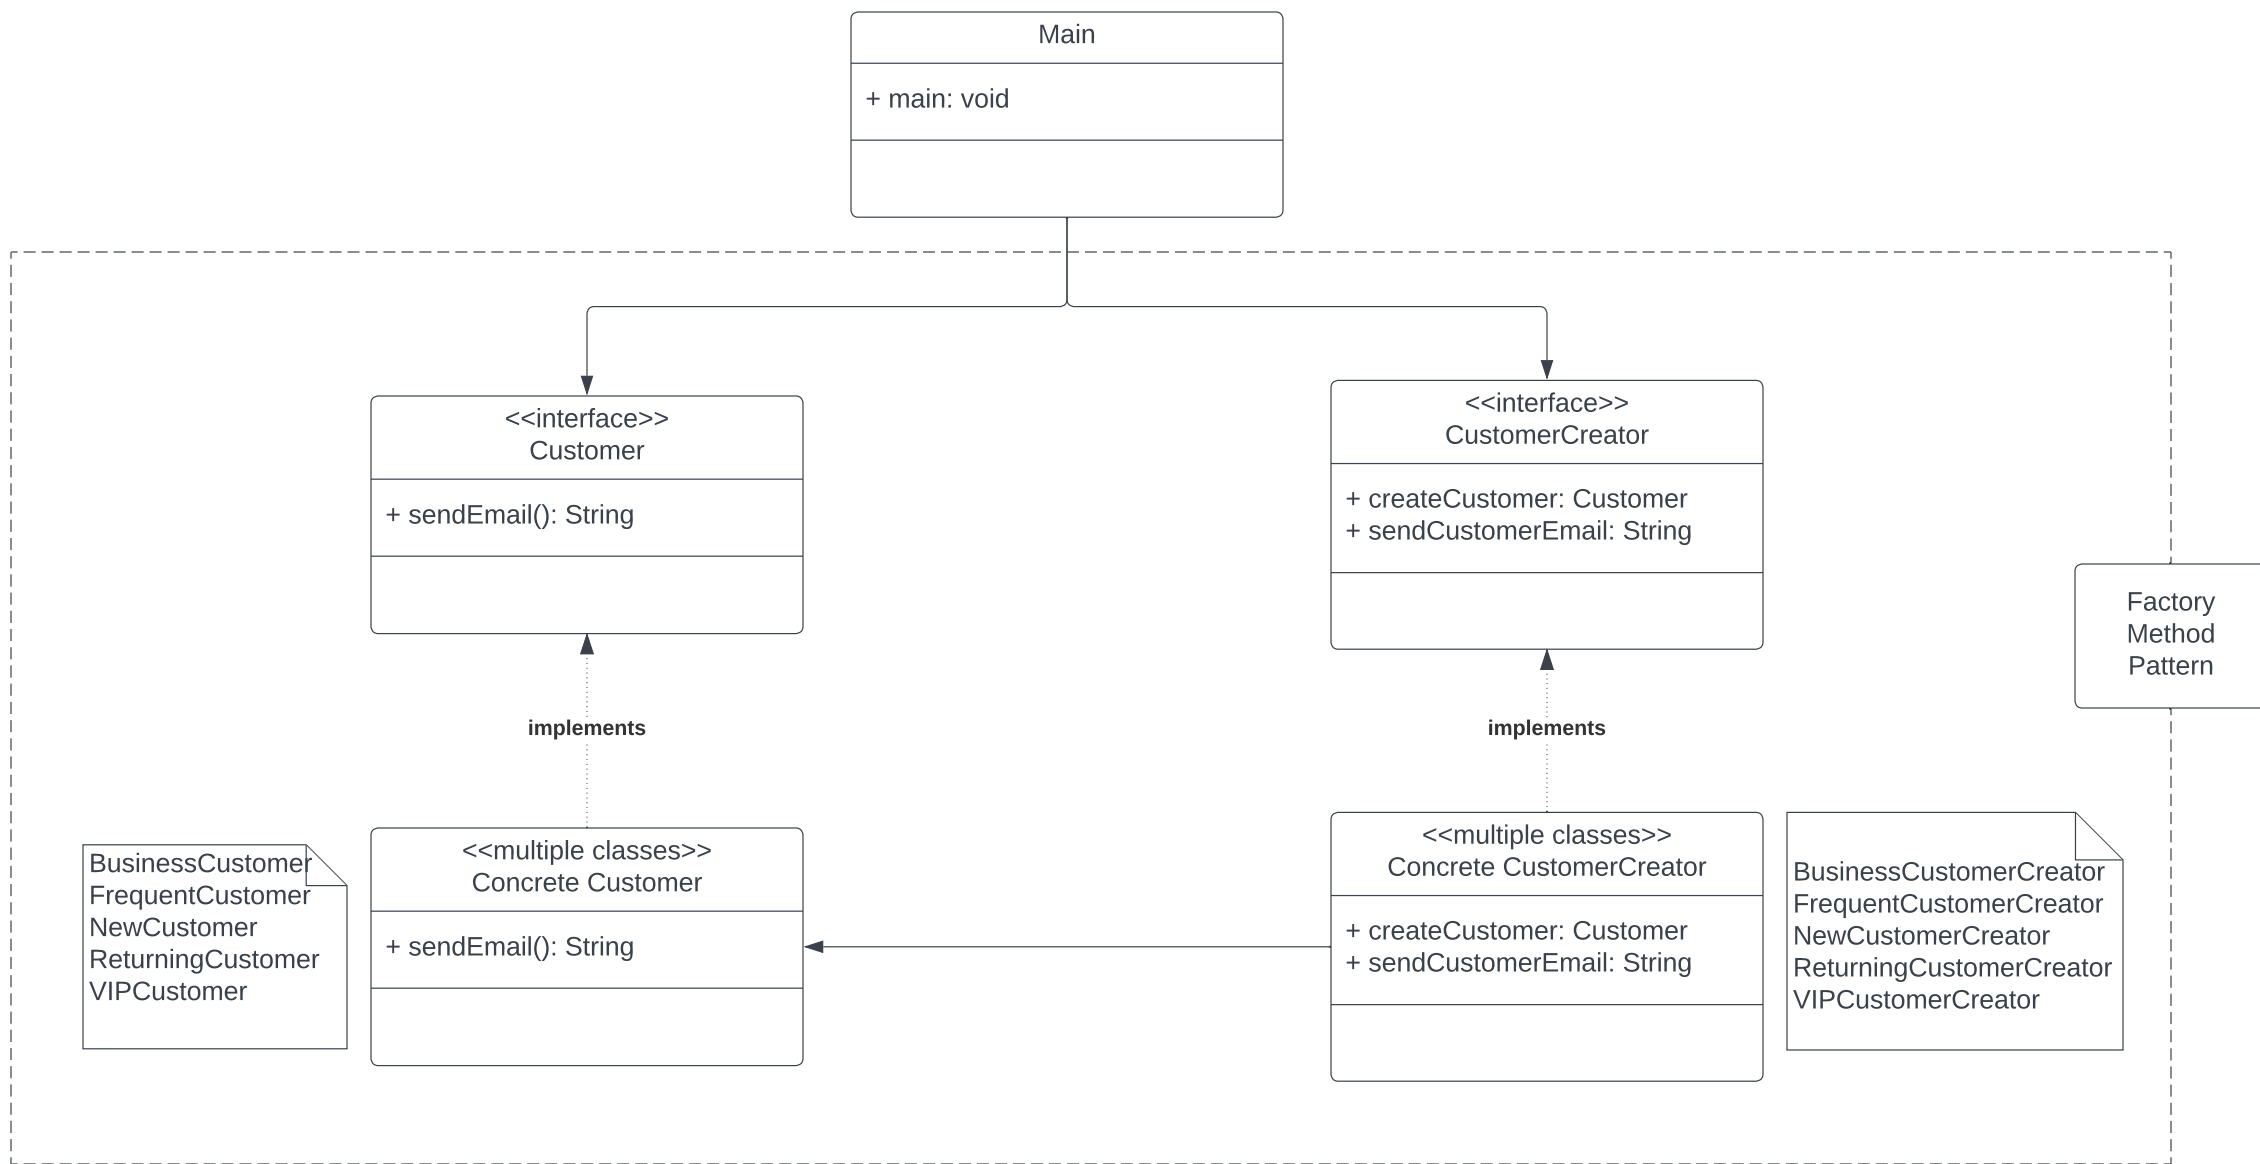 Main
+ main: void
<<interface>>
Customer
+ sendEmail(): String
<<interface>>
CustomerCreator
+ createCustomer: Customer
+ sendCustomerEmail: String
Factory
Method
Pattern
implements
implements
BusinessCustomer
FrequentCustomer
NewCustomer
ReturningCustomer
VIPCustomer
<<multiple classes>>
Concrete Customer
+ sendEmail(): String
<<multiple classes>>
Concrete CustomerCreator
+ createCustomer: Customer
+ sendCustomerEmail: String
BusinessCustomerCreator
FrequentCustomerCreator
NewCustomerCreator
ReturningCustomerCreator
VIPCustomerCreator